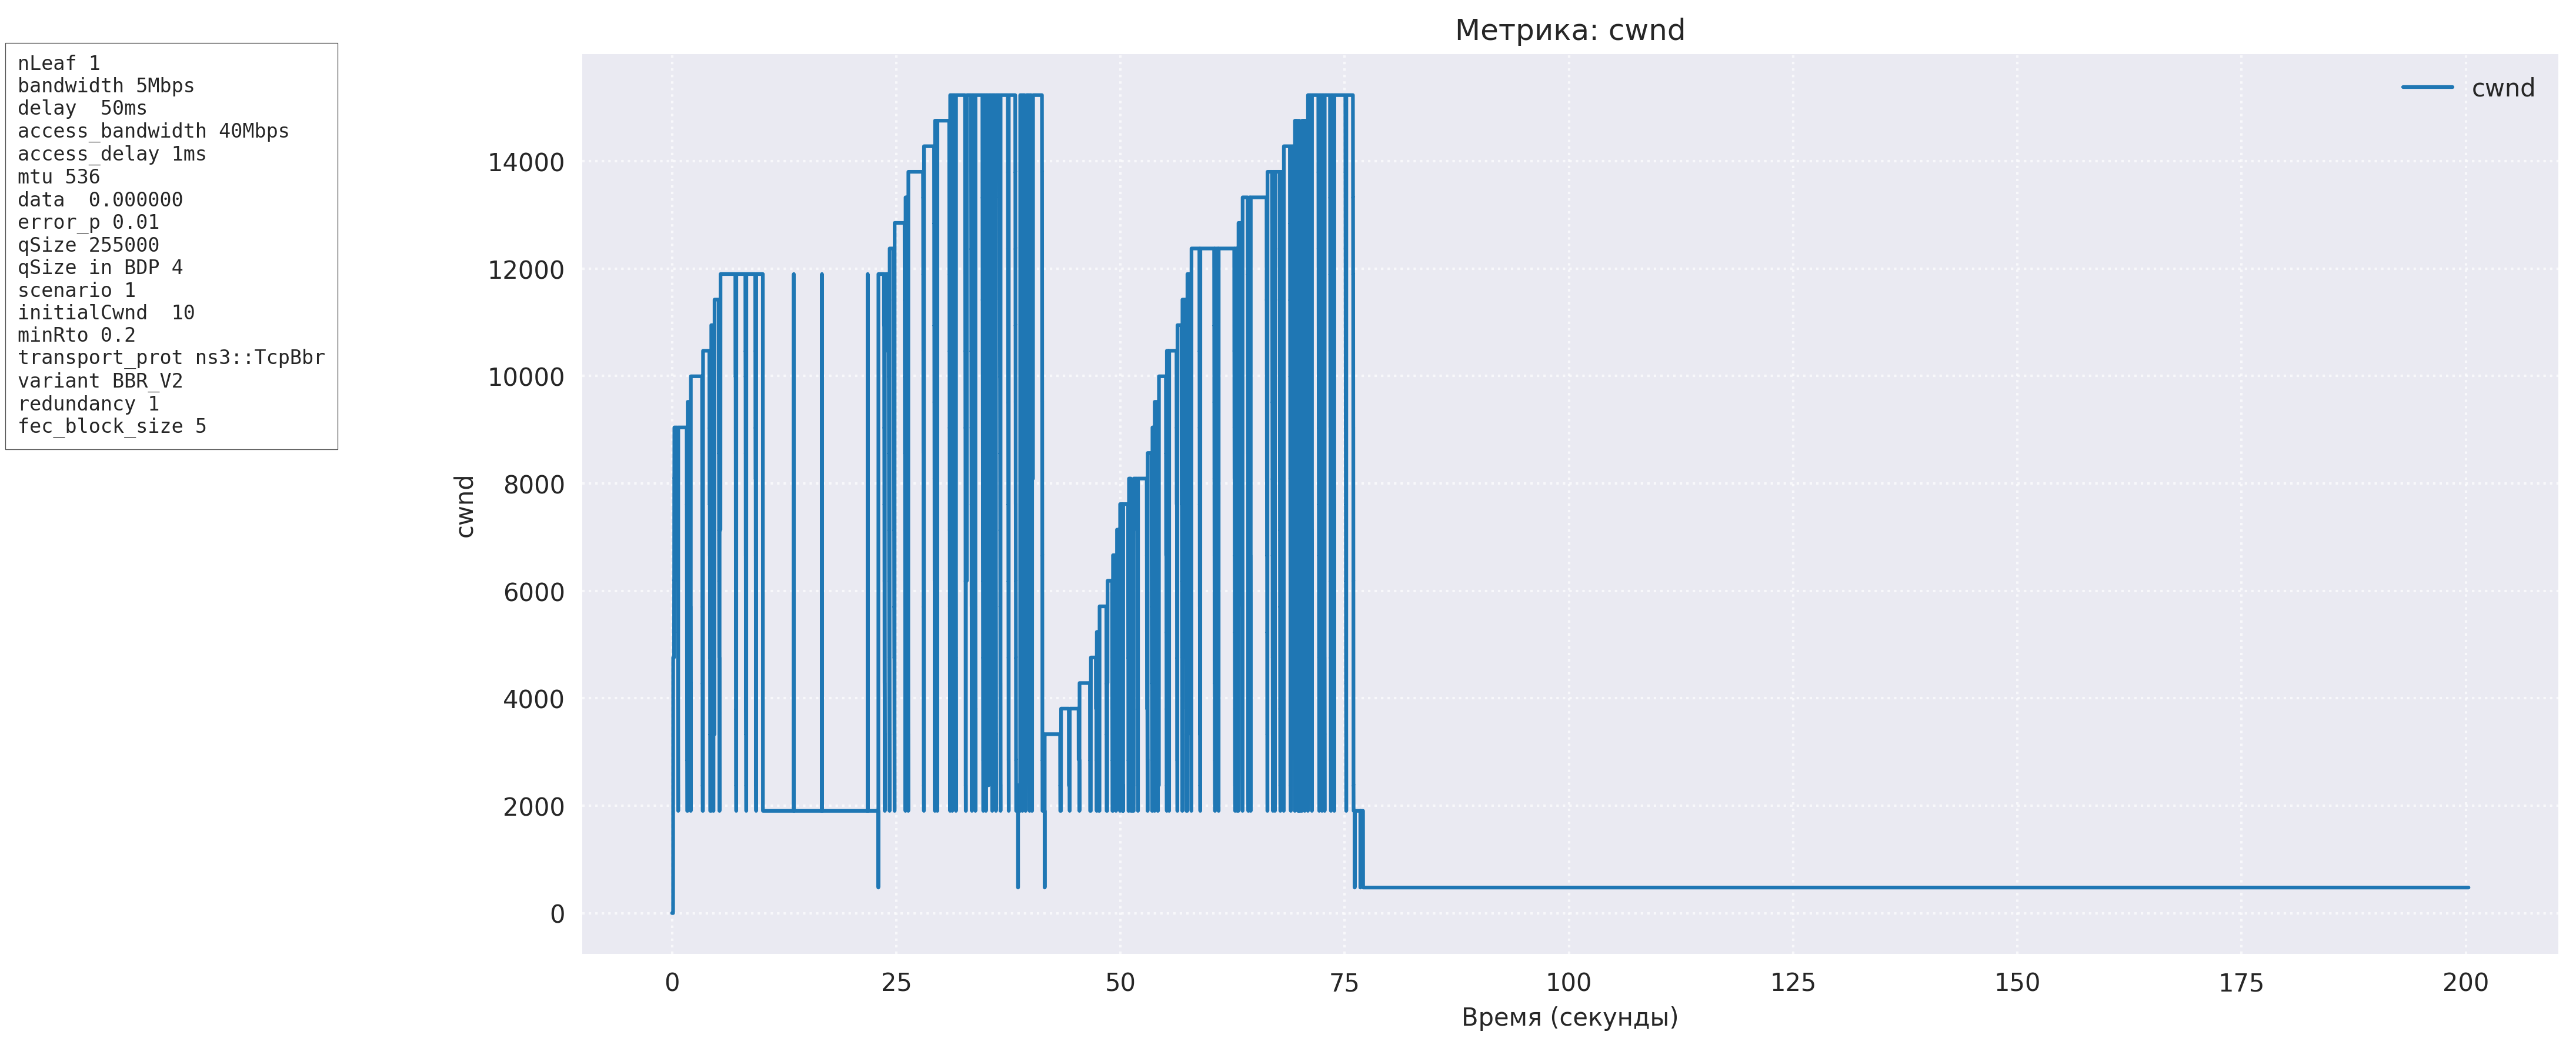 Метрика: cwnd
nLeaf 1
bandwidth 5Mbps
delay  50ms
access_bandwidth 40Mbps
access_delay 1ms
mtu 536
data  0.000000
error_p 0.01
qSize 255000
qSize in BDP 4
scenario 1
initialCwnd  10
minRto 0.2
transport_prot ns3::TcpBbr
variant BBR_V2
redundancy 1
fec_block_size 5
cwnd
cwnd
14000
12000
10000
8000
6000
4000
2000
0
0 25 50 75 100 125 150 175 200
Время (секунды)